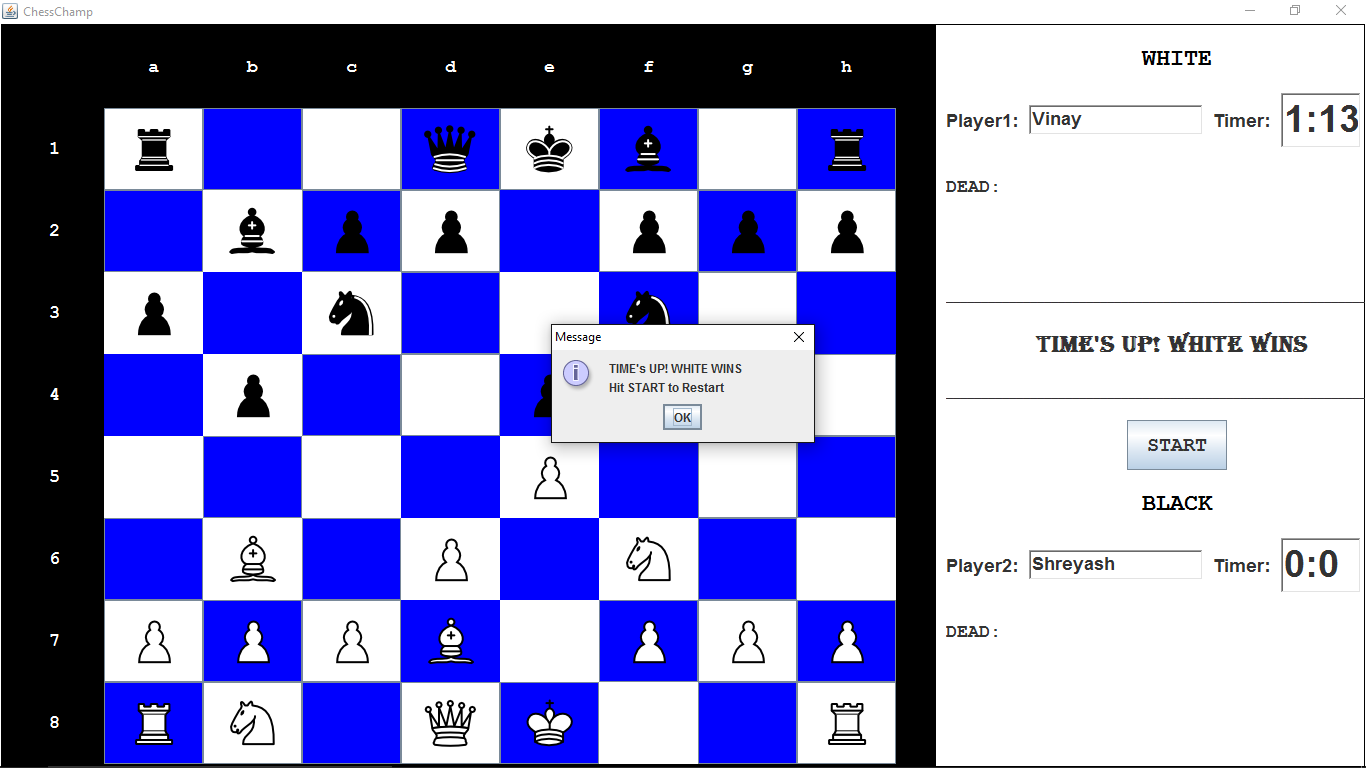 ChessChamp
a b c d e f g h
1
2
3
4
5
6
7
8
WHITE
Player1: Vinay Timer: 1:13
DEAD:
TIME'S UP! WHITE WINS
START
BLACK
Player2: Shreyash Timer: 0:0
DEAD:
Message
TIME's UP! WHITE WINS
Hit START to Restart
OK